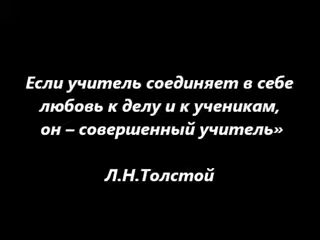 Если учитель соединяет в себе
любовь к делу и к ученикам,
он – совершенный учитель»
Л.Н.Толстой